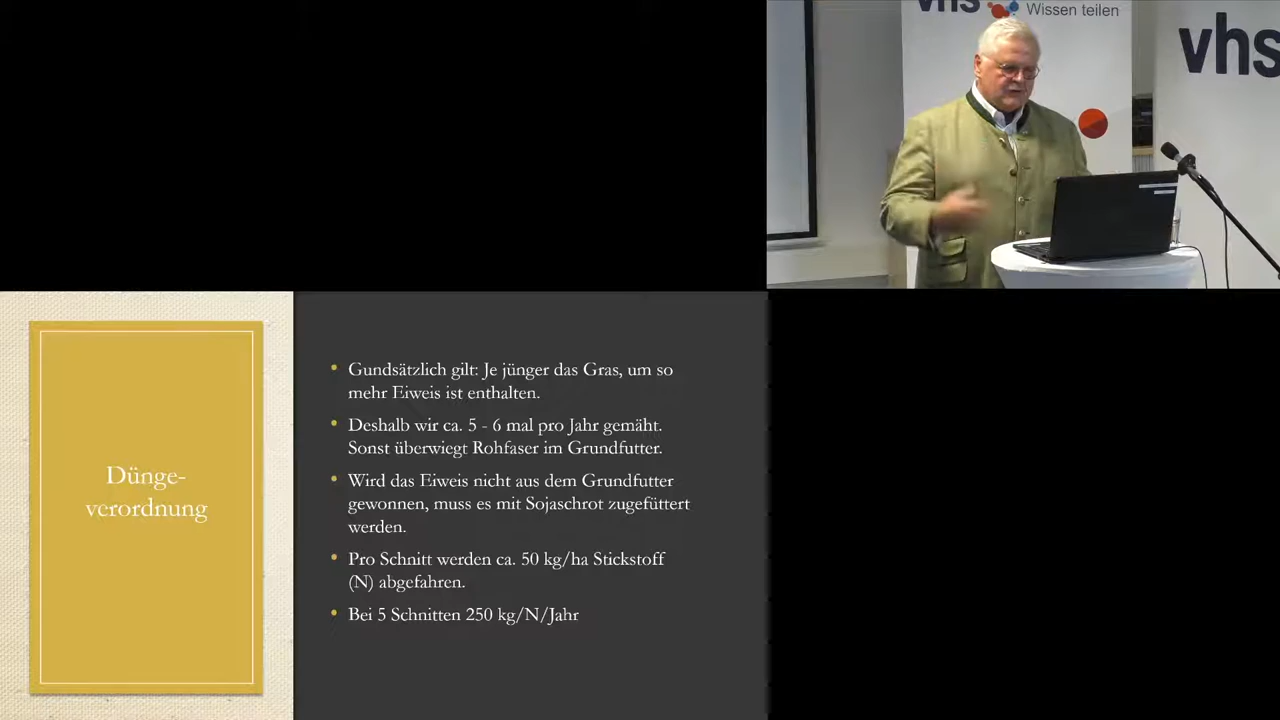 vhs
Wissen teilen
vhs
Dünge-
verordnung
Gundsätzlich gilt: Je jünger das Gras, um so
mehr Eiweis ist enthalten.
Deshalb wir ca. 5 - 6 mal pro Jahr gemäht.
Sonst überwiegt Rohfaser im Grundfutter.
Wird das Eiweis nicht aus dem Grundfutter
gewonnen, muss es mit Sojaschrot zugefüttert
werden.
Pro Schnitt werden ca. 50 kg/ha Stickstoff
(N) abgefahren.
Bei 5 Schnitten 250 kg/N/Jahr